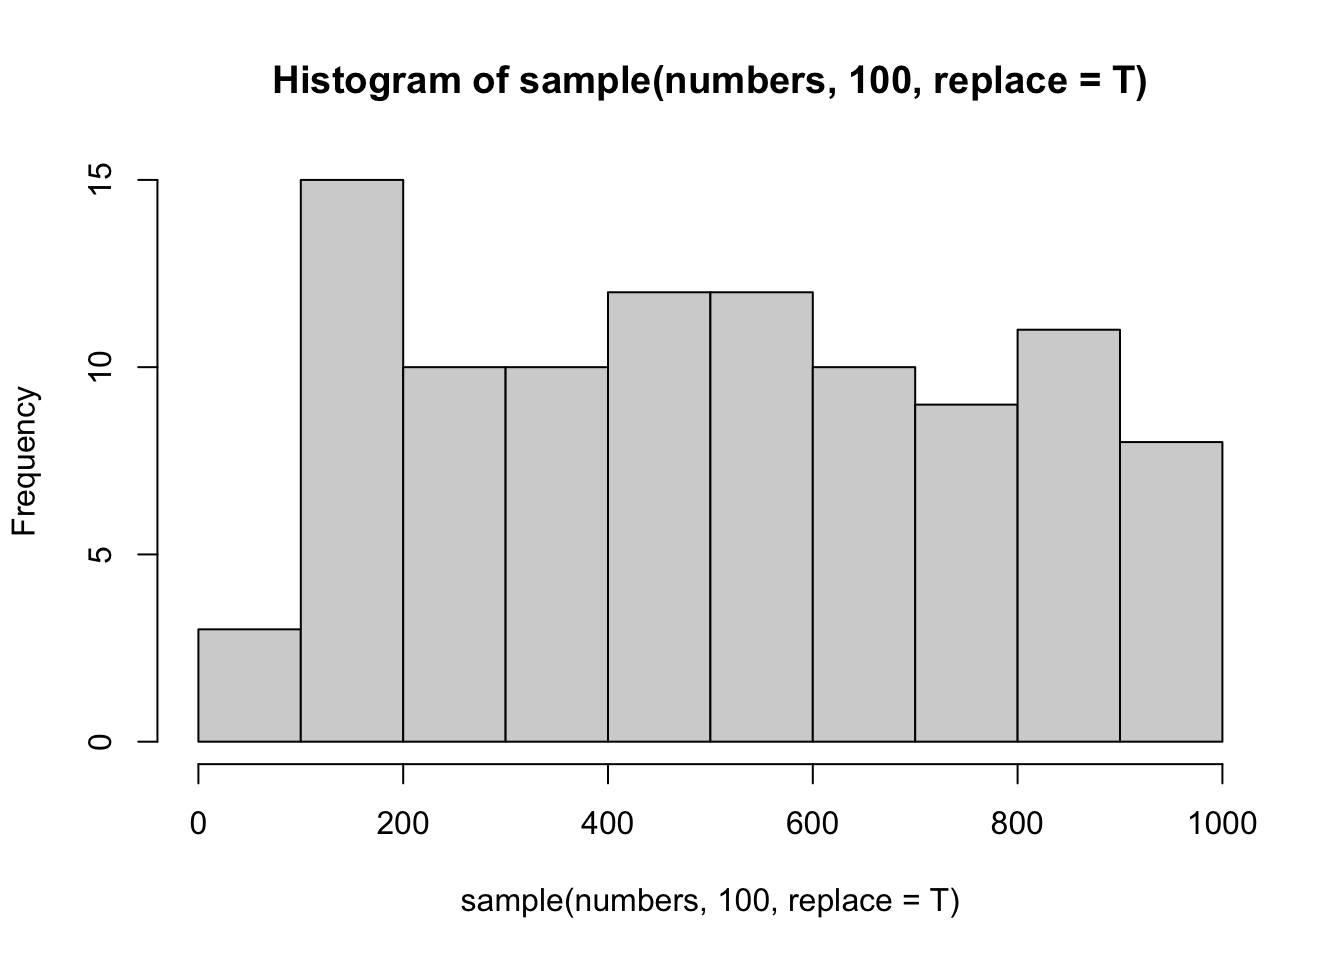 Histogram of sample(numbers, 100, replace = T)
Frequency
15
10
5
0
0 200 400 600 800 1000
sample(numbers, 100, replace = T)